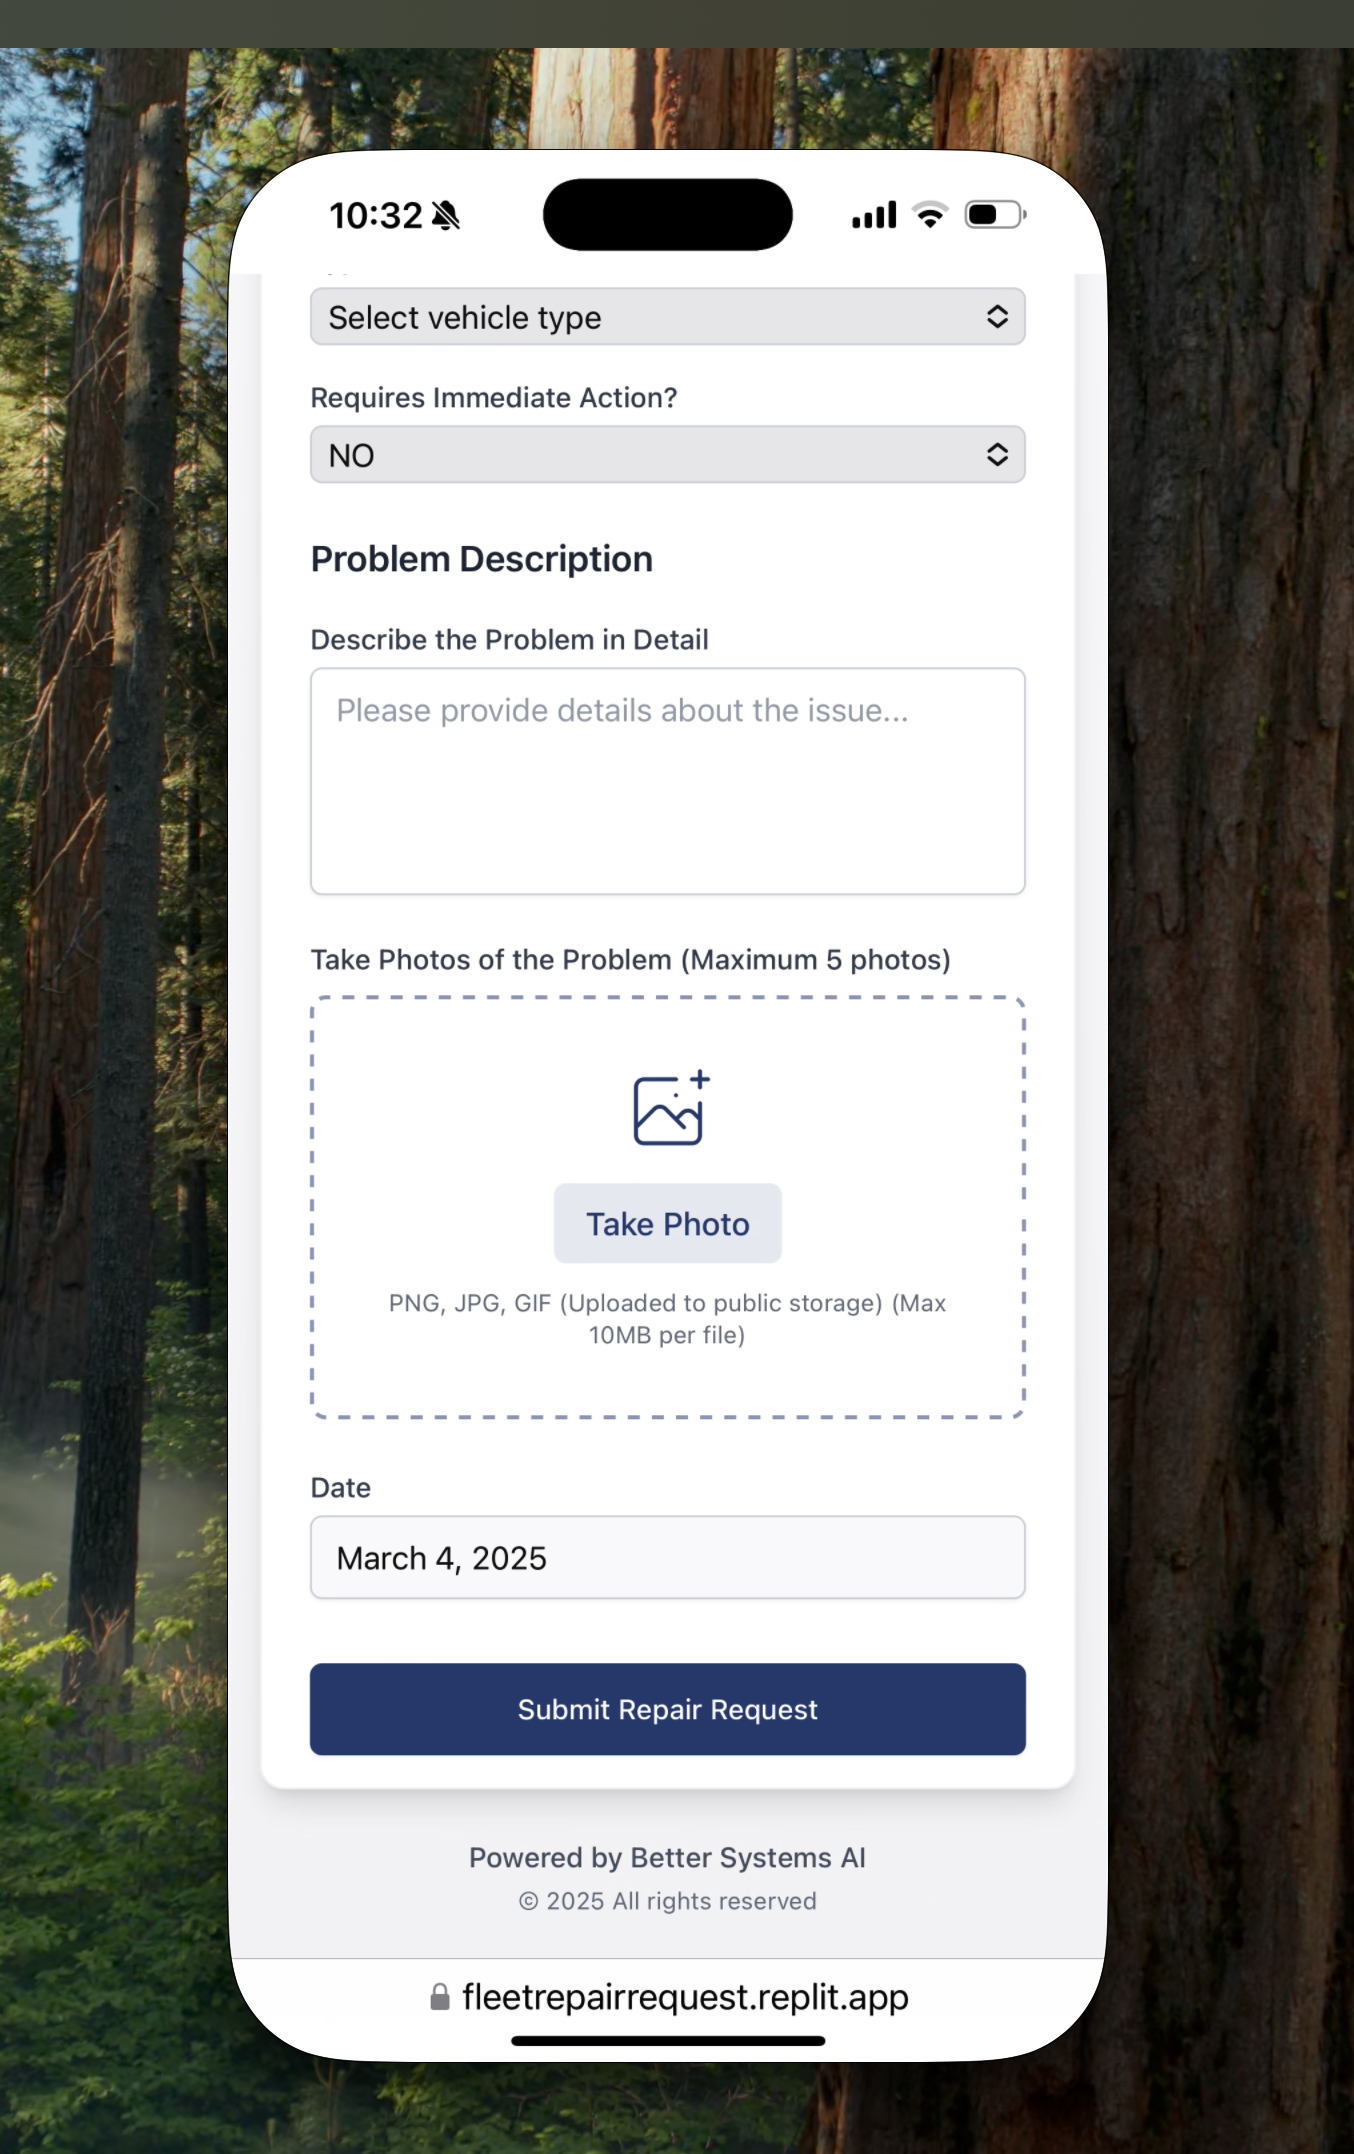 10:32
Select vehicle type
Requires Immediate Action?
NO
Problem Description
Describe the Problem in Detail
Please provide details about the issue...
Take Photos of the Problem (Maximum 5 photos)
Take Photo
PNG, JPG, GIF (Uploaded to public storage) (Max
10MB per file)
Date
March 4, 2025
Submit Repair Request
Powered by Better Systems AI
© 2025 All rights reserved
fleetrepairrequest.replit.app